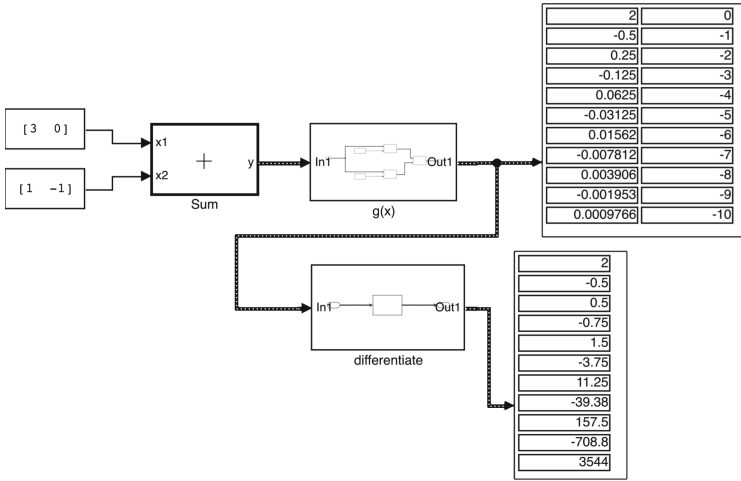 [3 0]
[1 -1]
x1
x2
y
Sum
In1
Out1
g(x)
2 0
-0.5 -1
0.25 -2
-0.125 -3
0.0625 -4
-0.03125 -5
0.01562 -6
-0.007812 -7
0.003906 -8
-0.001953 -9
0.0009766 -10
In1
Out1
differentiate
2
-0.5
0.5
-0.75
1.5
-3.75
11.25
-39.38
157.5
-708.8
3544